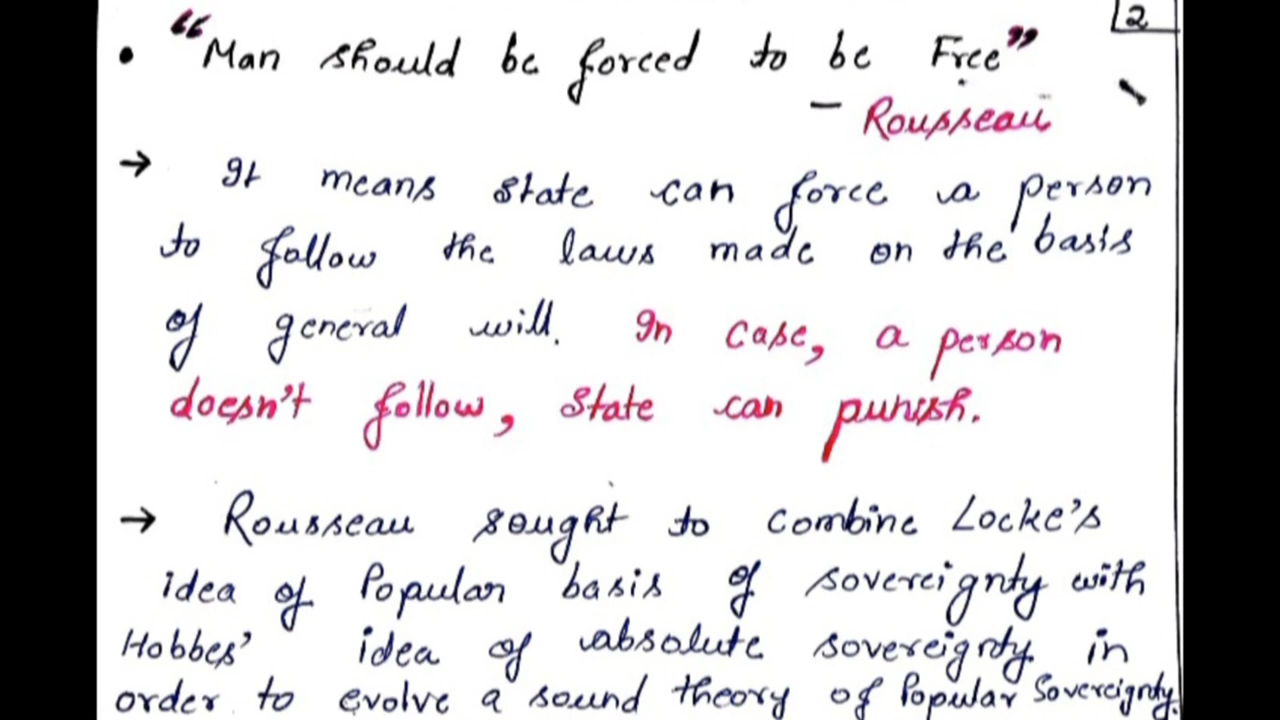 2
• "Man should be forced to be Free"
– Rousseau
→ It means state can force a person
to follow the laws made on the basis
of general will. In case, a person
doesn't follow, state can punish.
→ Rousseau sought to combine Locke's
idea of Popular basis of sovereignty with
Hobbes' idea of absolute sovereignty in
order to evolve a sound theory of Popular Sovereignty.